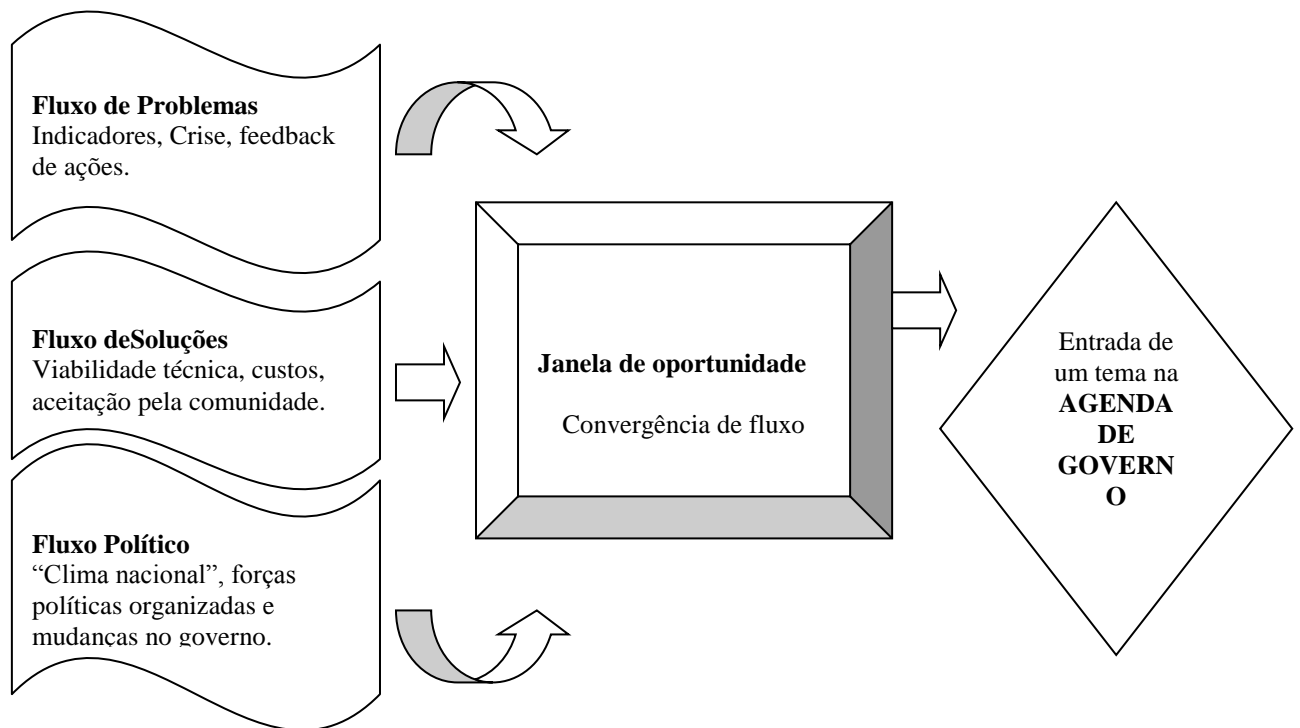 Fluxo de Problemas
Indicadores, Crise, feedback
de ações.
Fluxo deSoluções
Viabilidade técnica, custos,
aceitação pela comunidade.
Fluxo Político
“Clima nacional”, forças
políticas organizadas e
mudanças no governo.
Janela de oportunidade
Convergência de fluxo
Entrada de
um tema na
AGENDA
DE
GOVERN
O